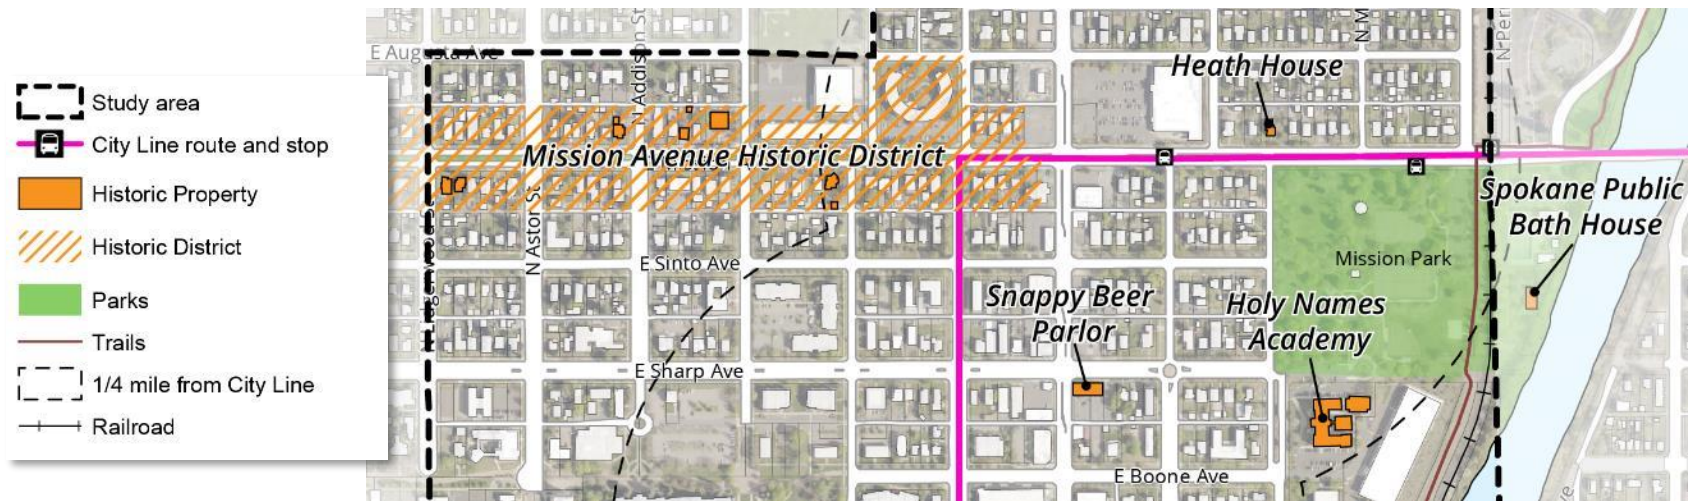 Study area
City Line route and stop
Historic Property
Historic District
Parks
Trails
1/4 mile from City Line
Railroad
E Augusta Ave
N Addison St
N M
N Per
Heath House
Mission Avenue Historic District
Spokane Public
Bath House
N Astor St
E Sinto Ave
Mission Park
Snappy Beer
Parlor
Holy Names
Academy
E Sharp Ave
E Boone Ave